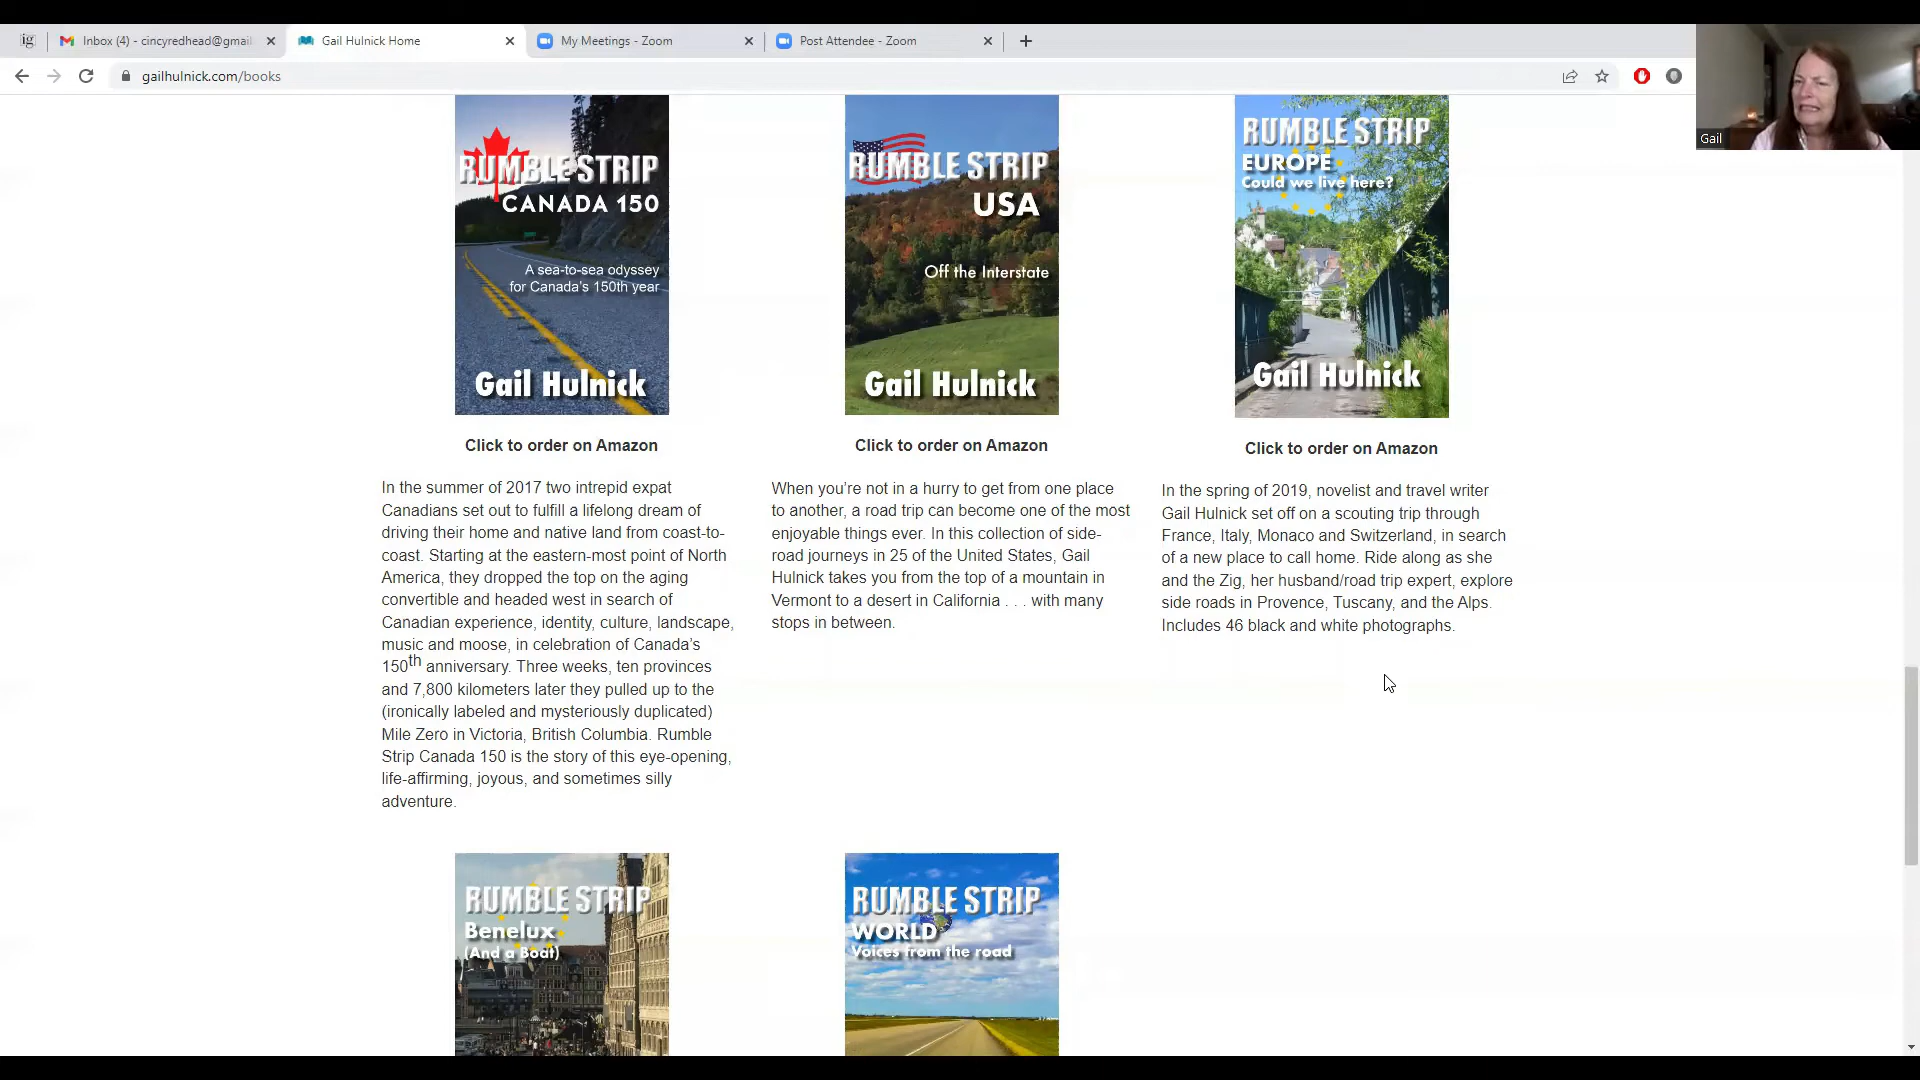 Inbox (4) - cincyredhead@gmail
Gail Hulnick Home
My Meetings - Zoom
Post Attendee - Zoom
gailhulnick.com/books
Gail
RUMBLE STRIP
CANADA 150
A sea-to-sea odyssey
for Canada's 150th year
Gail Hulnick
Click to order on Amazon
In the summer of 2017 two intrepid expat
Canadians set out to fulfill a lifelong dream of
driving their home and native land from coast-to-
coast. Starting at the eastern-most point of North
America, they dropped the top on the aging
convertible and headed west in search of
Canadian experience, identity, culture, landscape,
music and moose, in celebration of Canada's
150th anniversary. Three weeks, ten provinces
and 7,800 kilometers later they pulled up to the
(ironically labeled and mysteriously duplicated)
Mile Zero in Victoria, British Columbia. Rumble
Strip Canada 150 is the story of this eye-opening,
life-affirming, joyous, and sometimes silly
adventure.
RUMBLE STRIP
USA
Off the Interstate
Gail Hulnick
Click to order on Amazon
When you're not in a hurry to get from one place
to another, a road trip can become one of the most
enjoyable things ever. In this collection of side-
road journeys in 25 of the United States, Gail
Hulnick takes you from the top of a mountain in
Vermont to a desert in California . . . with many
stops in between.
RUMBLE STRIP
EUROPE
Could we live here?
Gail Hulnick
Click to order on Amazon
In the spring of 2019, novelist and travel writer
Gail Hulnick set off on a scouting trip through
France, Italy, Monaco and Switzerland, in search
of a new place to call home. Ride along as she
and the Zig, her husband/road trip expert, explore
side roads in Provence, Tuscany, and the Alps.
Includes 46 black and white photographs.
RUMBLE STRIP
Benelux
(And a Boat)
RUMBLE STRIP
WORLD
Voices from the road